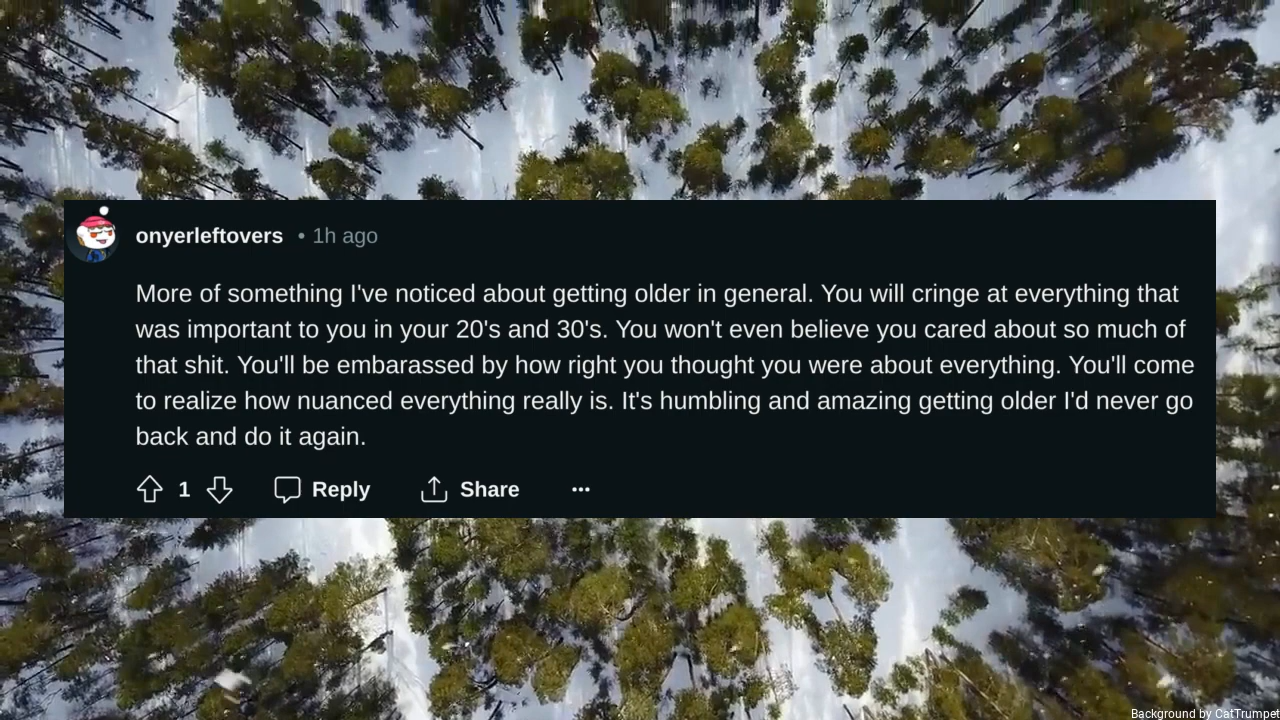 onyerleftovers • 1h ago
More of something I've noticed about getting older in general. You will cringe at everything that
was important to you in your 20's and 30's. You won't even believe you cared about so much of
that shit. You'll be embarassed by how right you thought you were about everything. You'll come
to realize how nuanced everything really is. It's humbling and amazing getting older I'd never go
back and do it again.
1 Reply Share ...
Background by CatTrumpet